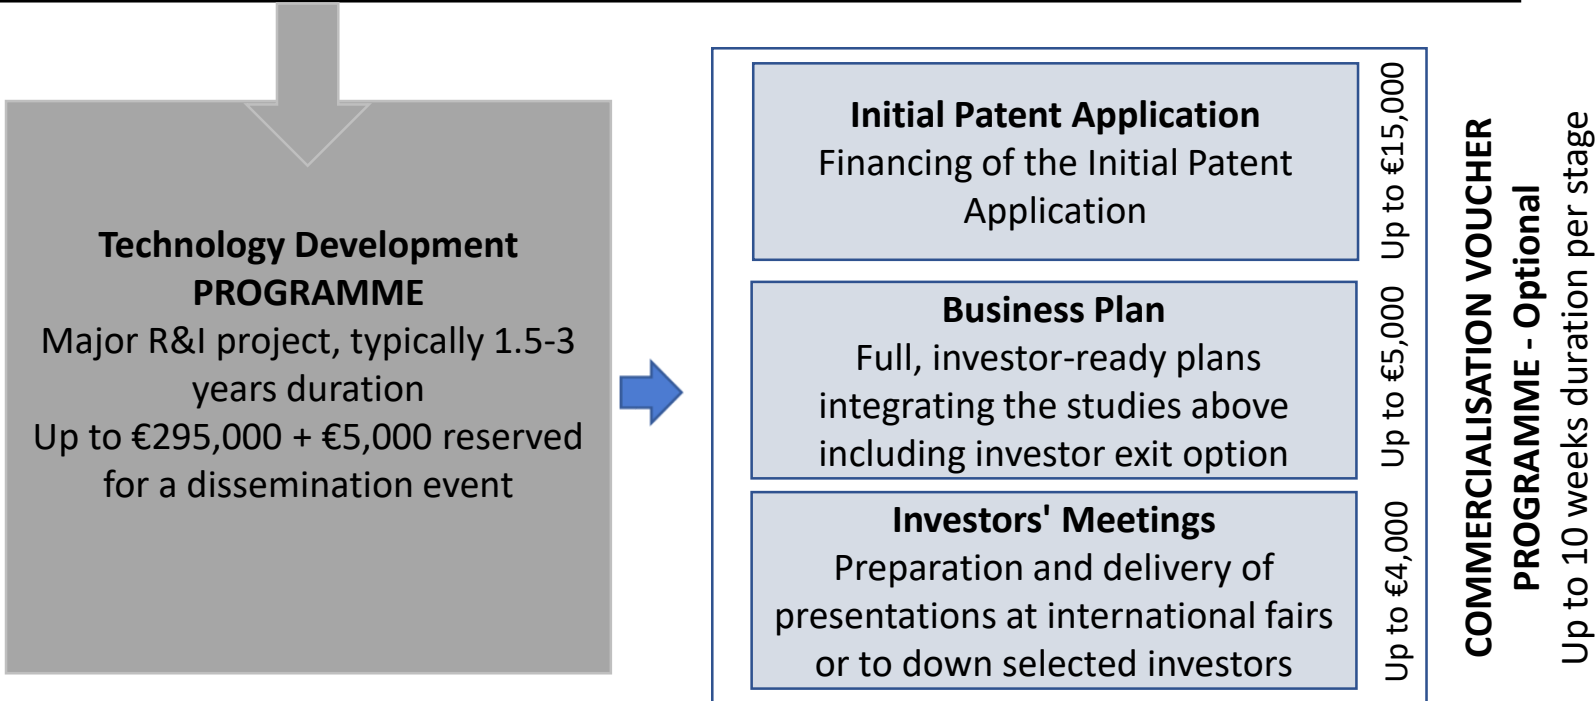 Technology Development
PROGRAMME
Major R&I project, typically 1.5-3
years duration
Up to €295,000 + €5,000 reserved
for a dissemination event
Initial Patent Application
Financing of the Initial Patent
Application
Up to €15,000
Business Plan
Full, investor-ready plans
integrating the studies above
including investor exit option
Up to €5,000
Investors' Meetings
Preparation and delivery of
presentations at international fairs
or to down selected investors
Up to €4,000
COMMERCIALISATION VOUCHER
PROGRAMME - Optional
Up to 10 weeks duration per stage